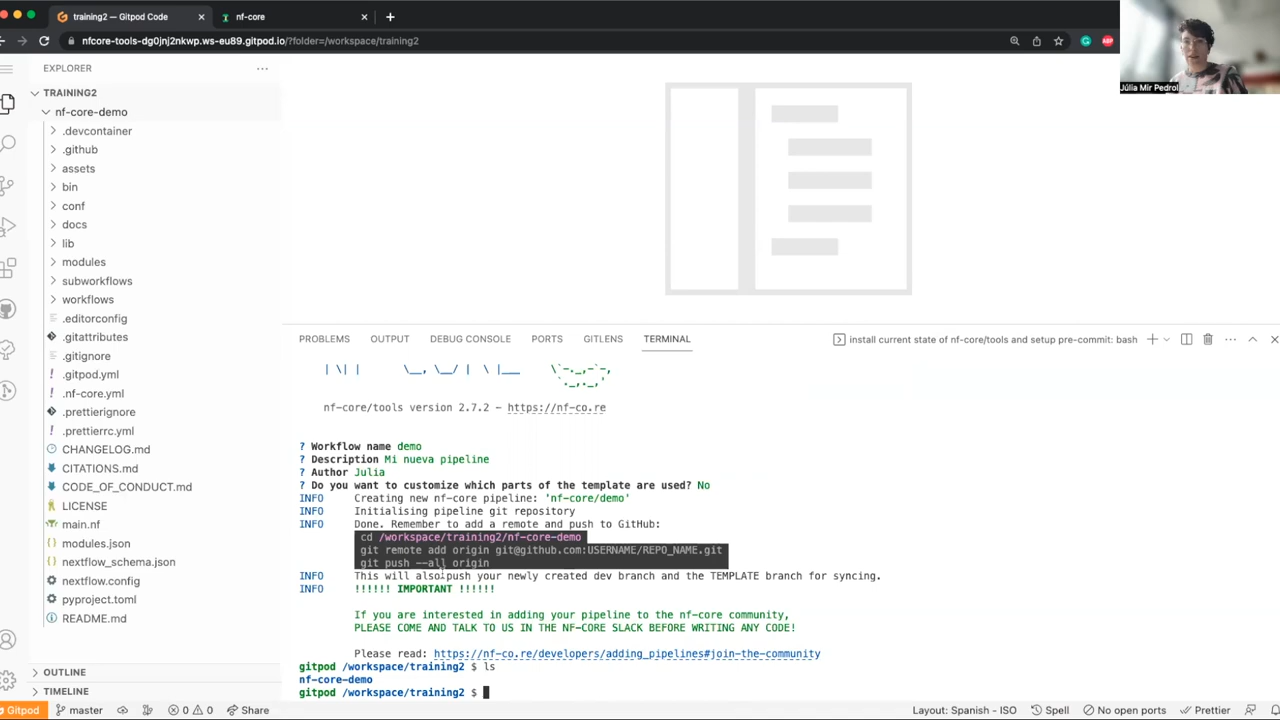 training2 — Gitpod Code
nf-core
nfcore-tools-dg0jnj2nkwp.ws-eu89.gitpod.io/?folder=/workspace/training2
ABP
Júlia Mir Pedrol
EXPLORER
TRAINING2
nf-core-demo
.devcontainer
.github
assets
bin
conf
docs
lib
modules
subworkflows
workflows
.editorconfig
.gitattributes
.gitignore
.gitpod.yml
.nf-core.yml
.prettierignore
.prettierrc.yml
CHANGELOG.md
CITATIONS.md
CODE_OF_CONDUCT.md
LICENSE
main.nf
modules.json
nextflow_schema.json
nextflow.config
pyproject.toml
README.md
OUTLINE
TIMELINE
PROBLEMS OUTPUT DEBUG CONSOLE PORTS GITLENS TERMINAL
install current state of nf-core/tools and setup pre-commit: bash
| \| |       \__, \__/ |  \ |___     \`-._,-`-,
`._,._,'
nf-core/tools version 2.7.2 - https://nf-co.re
? Workflow name demo
? Description Mi nueva pipeline
? Author Julia
? Do you want to customize which parts of the template are used? No
INFO Creating new nf-core pipeline: 'nf-core/demo'
INFO Initialising pipeline git repository
INFO Done. Remember to add a remote and push to GitHub:
cd /workspace/training2/nf-core-demo
git remote add origin git@github.com:USERNAME/REPO_NAME.git
git push --all origin
INFO This will also push your newly created dev branch and the TEMPLATE branch for syncing.
INFO !!!!!! IMPORTANT !!!!!!
If you are interested in adding your pipeline to the nf-core community,
PLEASE COME AND TALK TO US IN THE NF-CORE SLACK BEFORE WRITING ANY CODE!
Please read: https://nf-co.re/developers/adding_pipelines#join-the-community
gitpod /workspace/training2 $ ls
nf-core-demo
gitpod /workspace/training2 $
Gitpod master 0 0 Share Layout: Spanish - ISO Spell No open ports Prettier